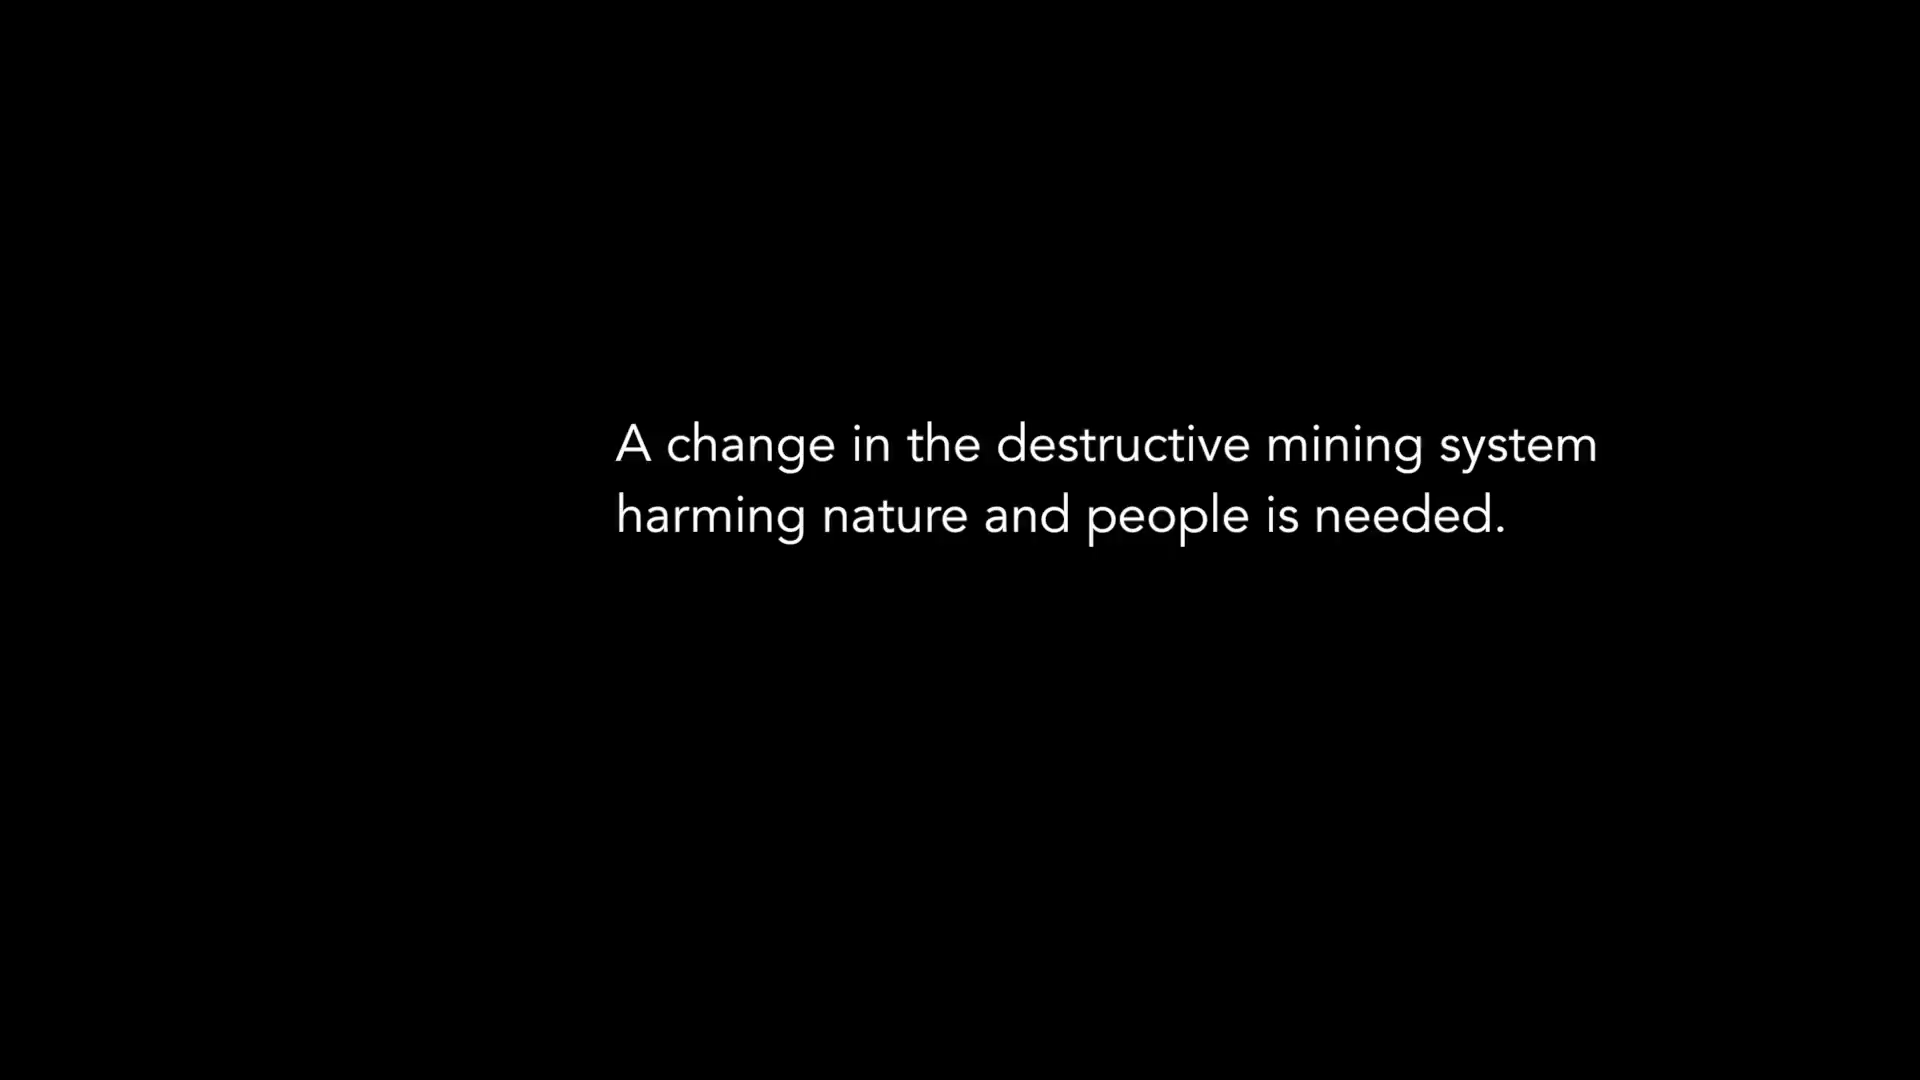 A change in the destructive mining system
harming nature and people is needed.